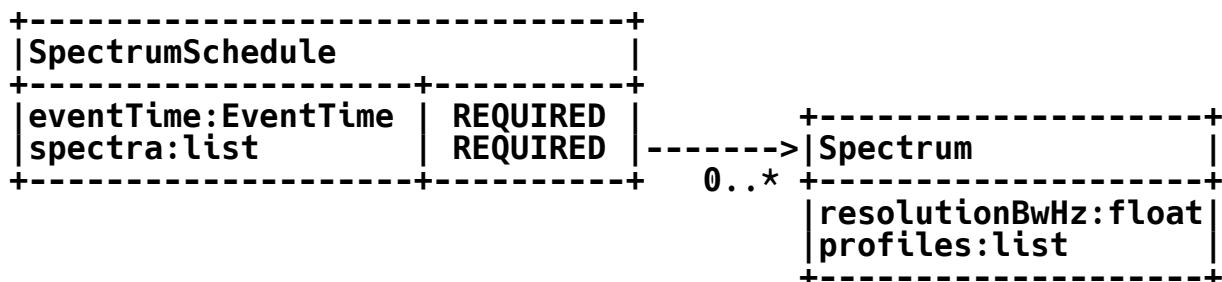 +--------------------------------+
|SpectrumSchedule                |
+---------------------+----------+
|eventTime:EventTime | REQUIRED |        +---------------------+
|spectra:list        | REQUIRED |------->|Spectrum             |
+---------------------+----------+   0..* +---------------------+
|resolutionBwHz:float|
|profiles:list       |
+---------------------+